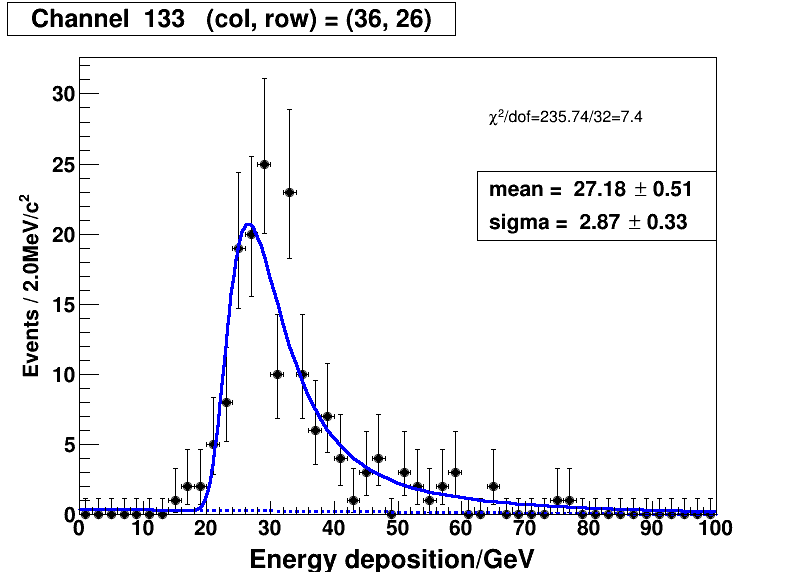 Channel 133 (col, row) = (36, 26)
χ²/dof=235.74/32=7.4
mean = 27.18 ± 0.51
sigma = 2.87 ± 0.33
Events / 2.0MeV/c²
30
25
20
15
10
5
0
0 10 20 30 40 50 60 70 80 90 100
Energy deposition/GeV